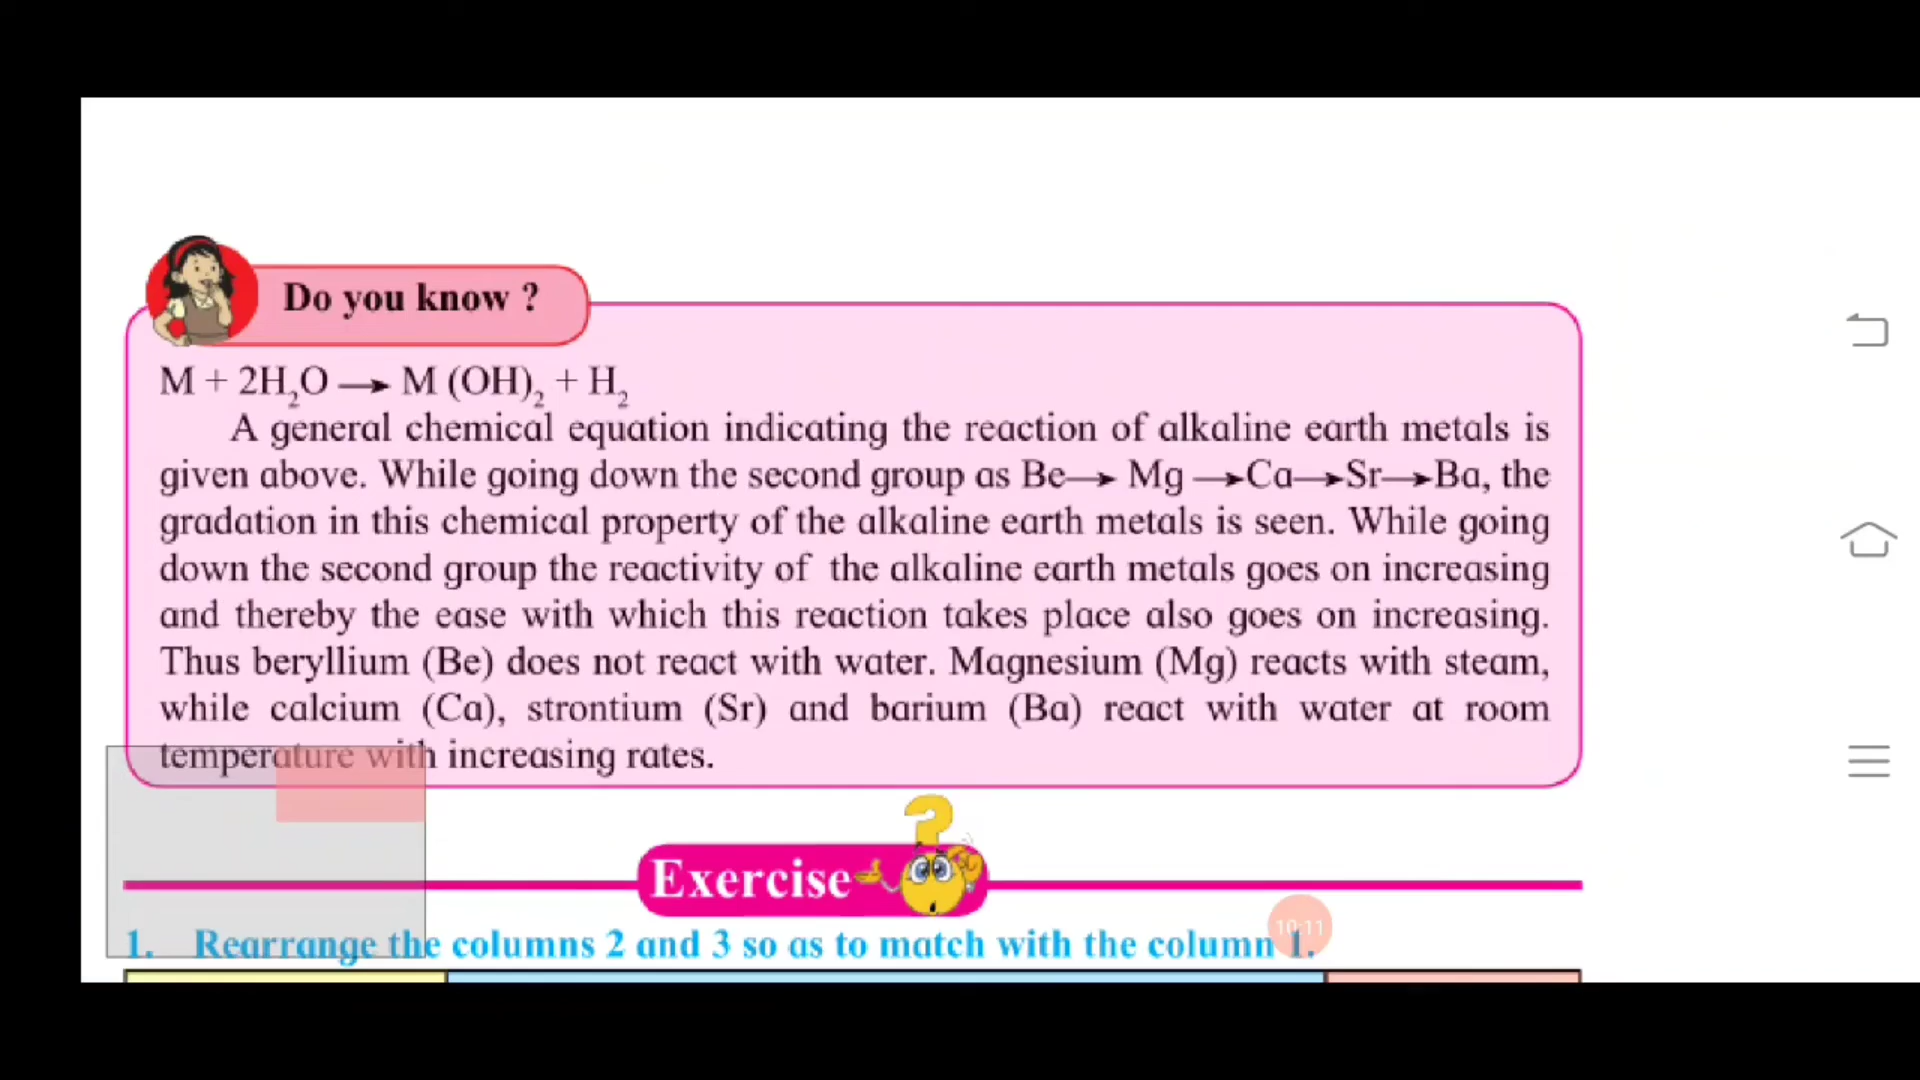 Do you know ?
M + 2H₂O → M (OH)₂ + H₂
A general chemical equation indicating the reaction of alkaline earth metals is
given above. While going down the second group as Be→ Mg →Ca→Sr→Ba, the
gradation in this chemical property of the alkaline earth metals is seen. While going
down the second group the reactivity of the alkaline earth metals goes on increasing
and thereby the ease with which this reaction takes place also goes on increasing.
Thus beryllium (Be) does not react with water. Magnesium (Mg) reacts with steam,
while calcium (Ca), strontium (Sr) and barium (Ba) react with water at room
temperature with increasing rates.
?
Exercise
1. Rearrange the columns 2 and 3 so as to match with the column 1.
10:11